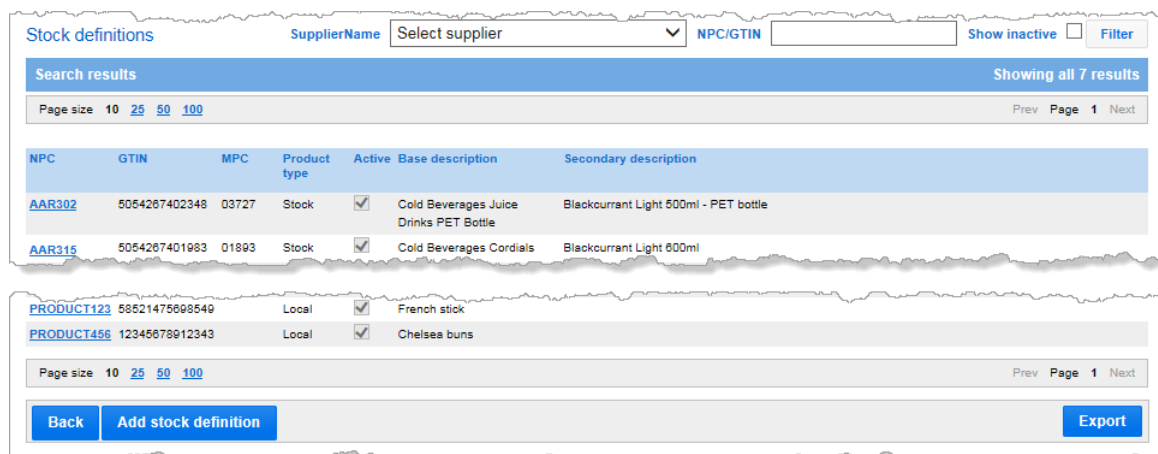 Stock definitions SupplierName Select supplier NPC/GTIN Show inactive Filter
Search results Showing all 7 results
Page size 10 25 50 100 Prev Page 1 Next
NPC GTIN MPC Product type Active Base description Secondary description
AAR302 5054267402348 03727 Stock Cold Beverages Juice Drinks PET Bottle Blackcurrant Light 500ml - PET bottle
AAR315 5054267401983 01893 Stock Cold Beverages Cordials Blackcurrant Light 600ml
PRODUCT123 58521475698549 Local French stick
PRODUCT456 12345678912343 Local Chelsea buns
Page size 10 25 50 100 Prev Page 1 Next
Back Add stock definition Export